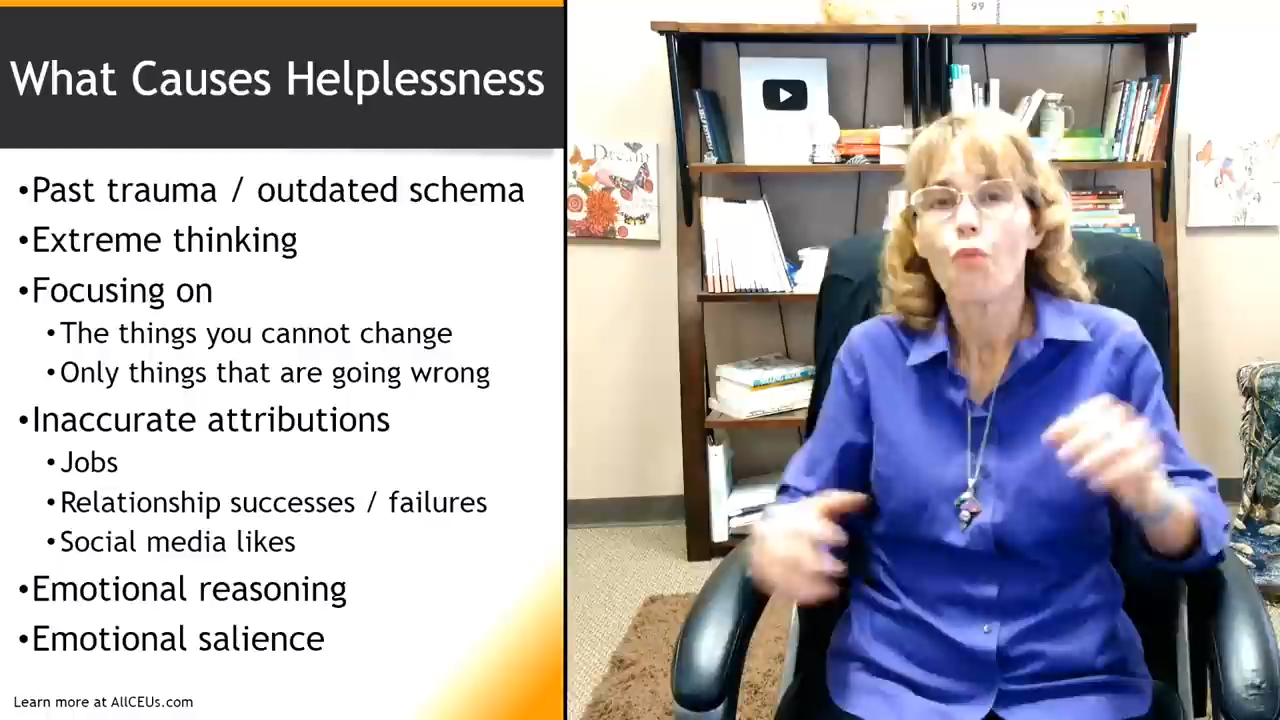 What Causes Helplessness
•Past trauma / outdated schema
•Extreme thinking
•Focusing on
•The things you cannot change
•Only things that are going wrong
•Inaccurate attributions
•Jobs
•Relationship successes / failures
•Social media likes
•Emotional reasoning
•Emotional salience
Learn more at AllCEUs.com
99
Dream